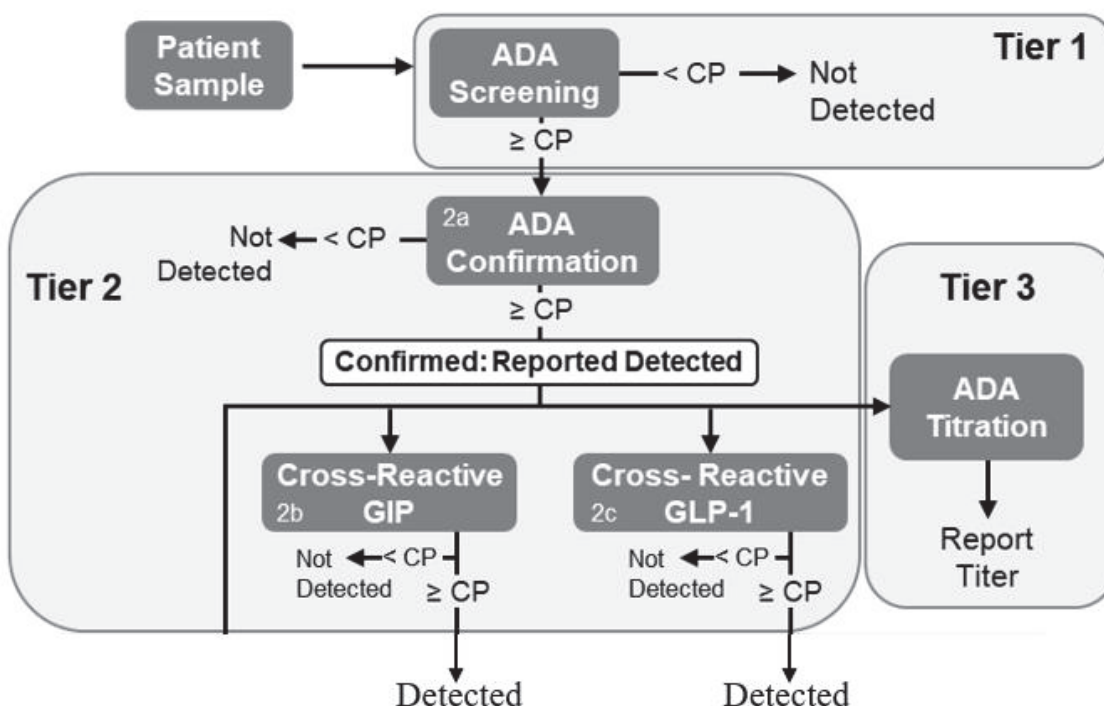 Patient
Sample
ADA
Screening
< CP
Not
Detected
Tier 1
≥ CP
2a
ADA
Confirmation
< CP
Not
Detected
Tier 2
≥ CP
Confirmed: Reported Detected
Tier 3
ADA
Titration
Report
Titer
Cross-Reactive
2b GIP
< CP
Not
Detected
≥ CP
Detected
Cross- Reactive
2c GLP-1
< CP
Not
Detected
≥ CP
Detected